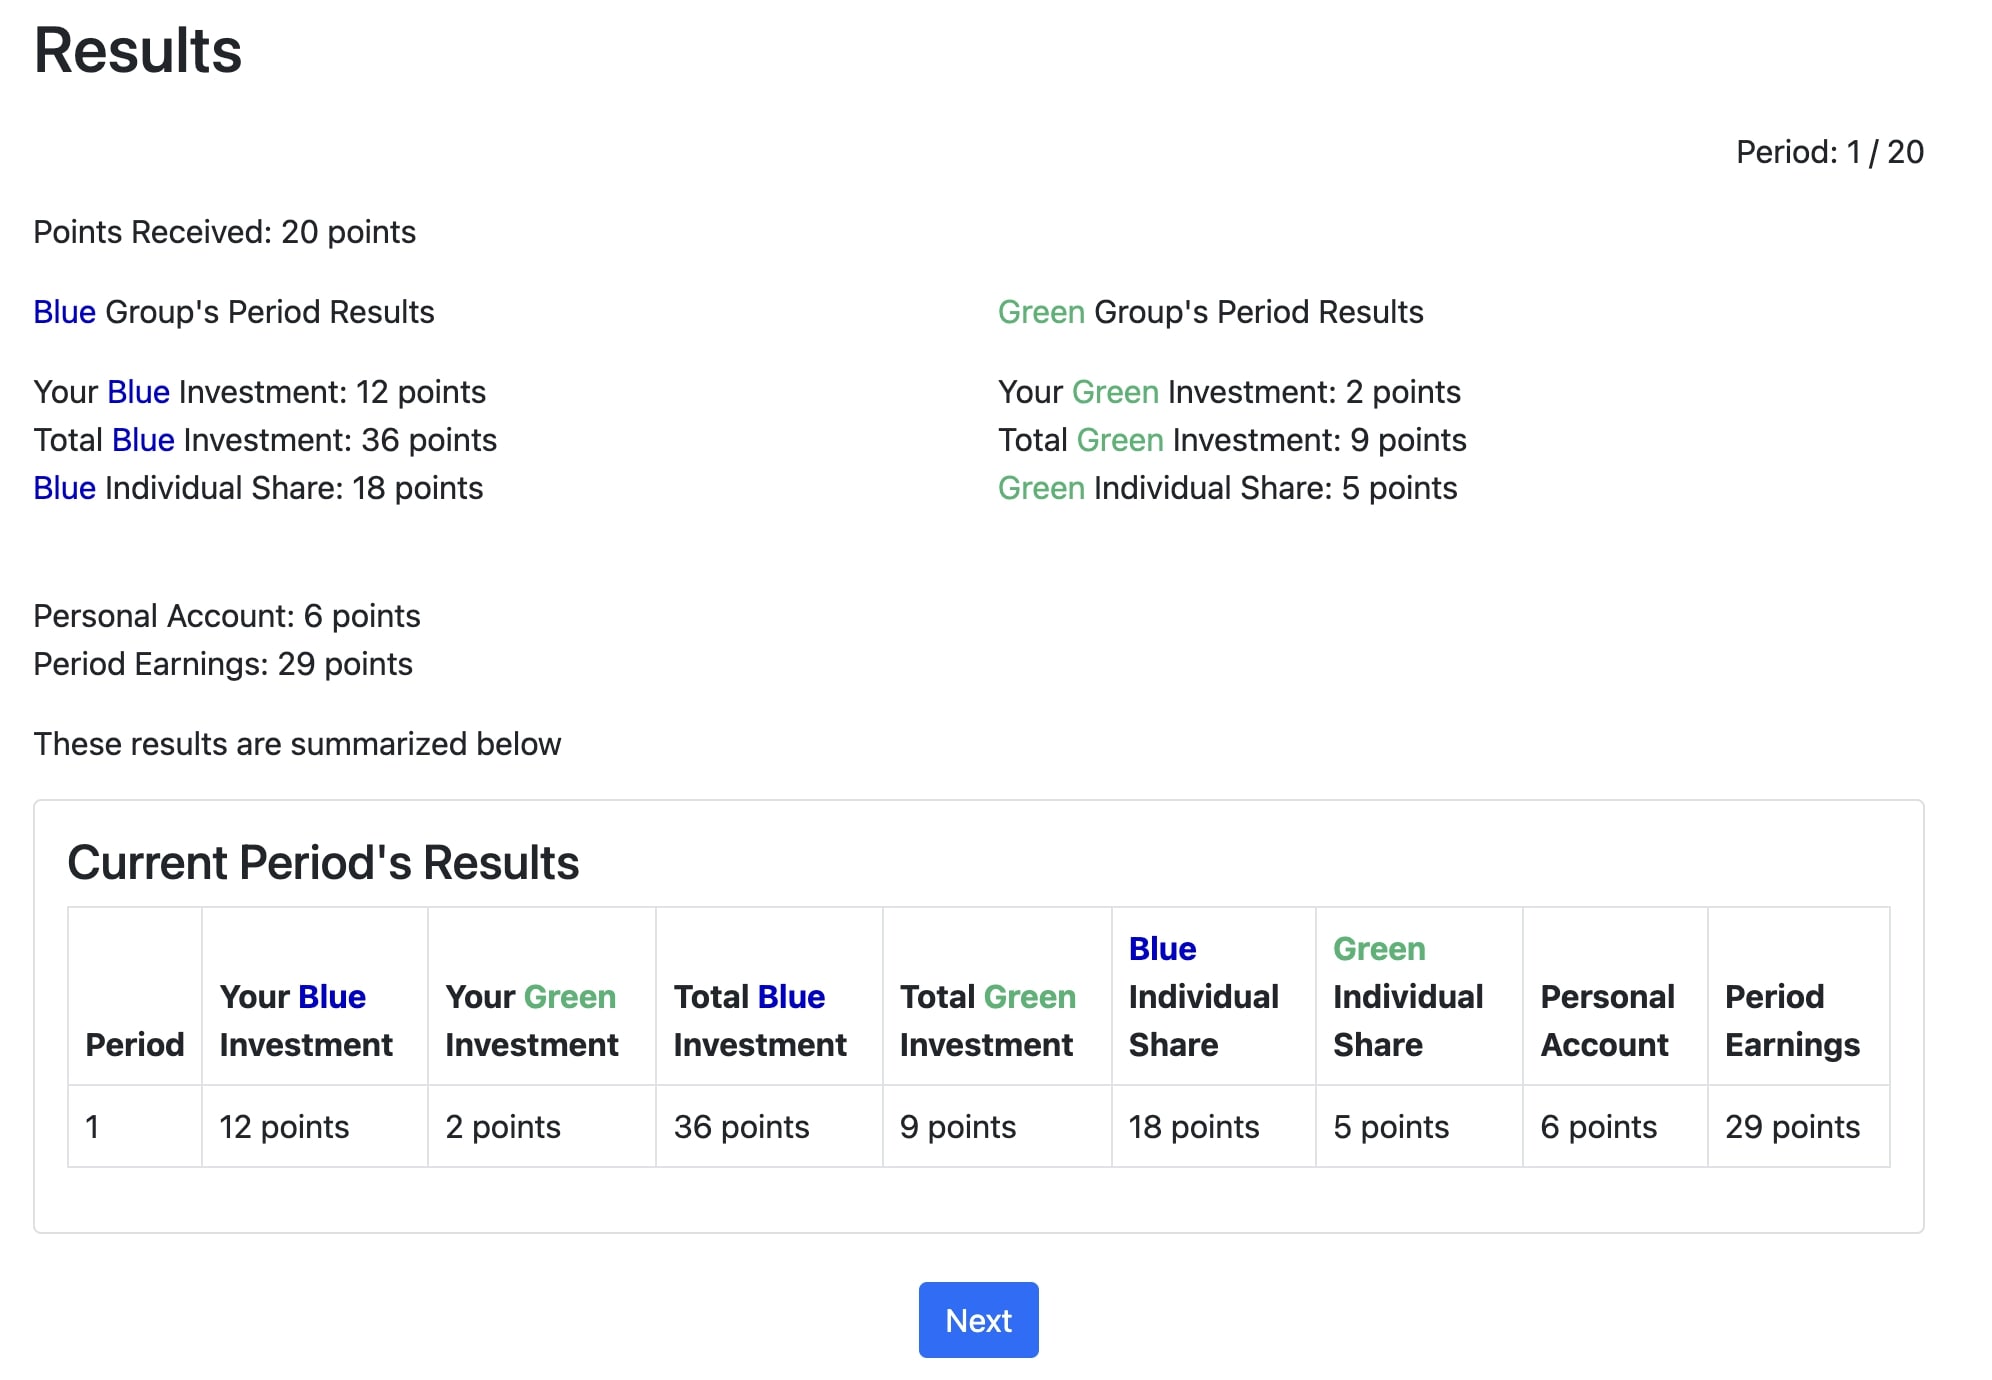 Results
Period: 1 / 20
Points Received: 20 points
Blue Group's Period Results
Your Blue Investment: 12 points
Total Blue Investment: 36 points
Blue Individual Share: 18 points
Green Group's Period Results
Your Green Investment: 2 points
Total Green Investment: 9 points
Green Individual Share: 5 points
Personal Account: 6 points
Period Earnings: 29 points
These results are summarized below
Current Period's Results
Period
Your Blue
Investment
Your Green
Investment
Total Blue
Investment
Total Green
Investment
Blue
Individual
Share
Green
Individual
Share
Personal
Account
Period
Earnings
1
12 points
2 points
36 points
9 points
18 points
5 points
6 points
29 points
Next